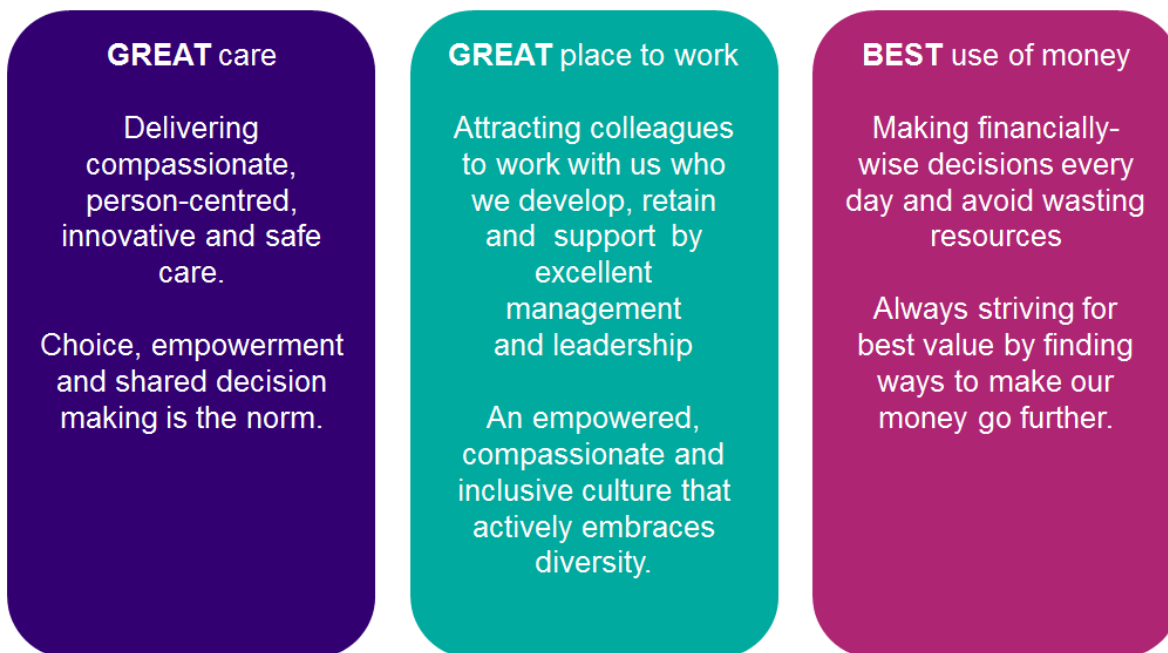 GREAT care
Delivering
compassionate,
person-centred,
innovative and safe
care.
Choice, empowerment
and shared decision
making is the norm.
GREAT place to work
Attracting colleagues
to work with us who
we develop, retain
and support by
excellent
management
and leadership
An empowered,
compassionate and
inclusive culture that
actively embraces
diversity.
BEST use of money
Making financially-
wise decisions every
day and avoid wasting
resources
Always striving for
best value by finding
ways to make our
money go further.